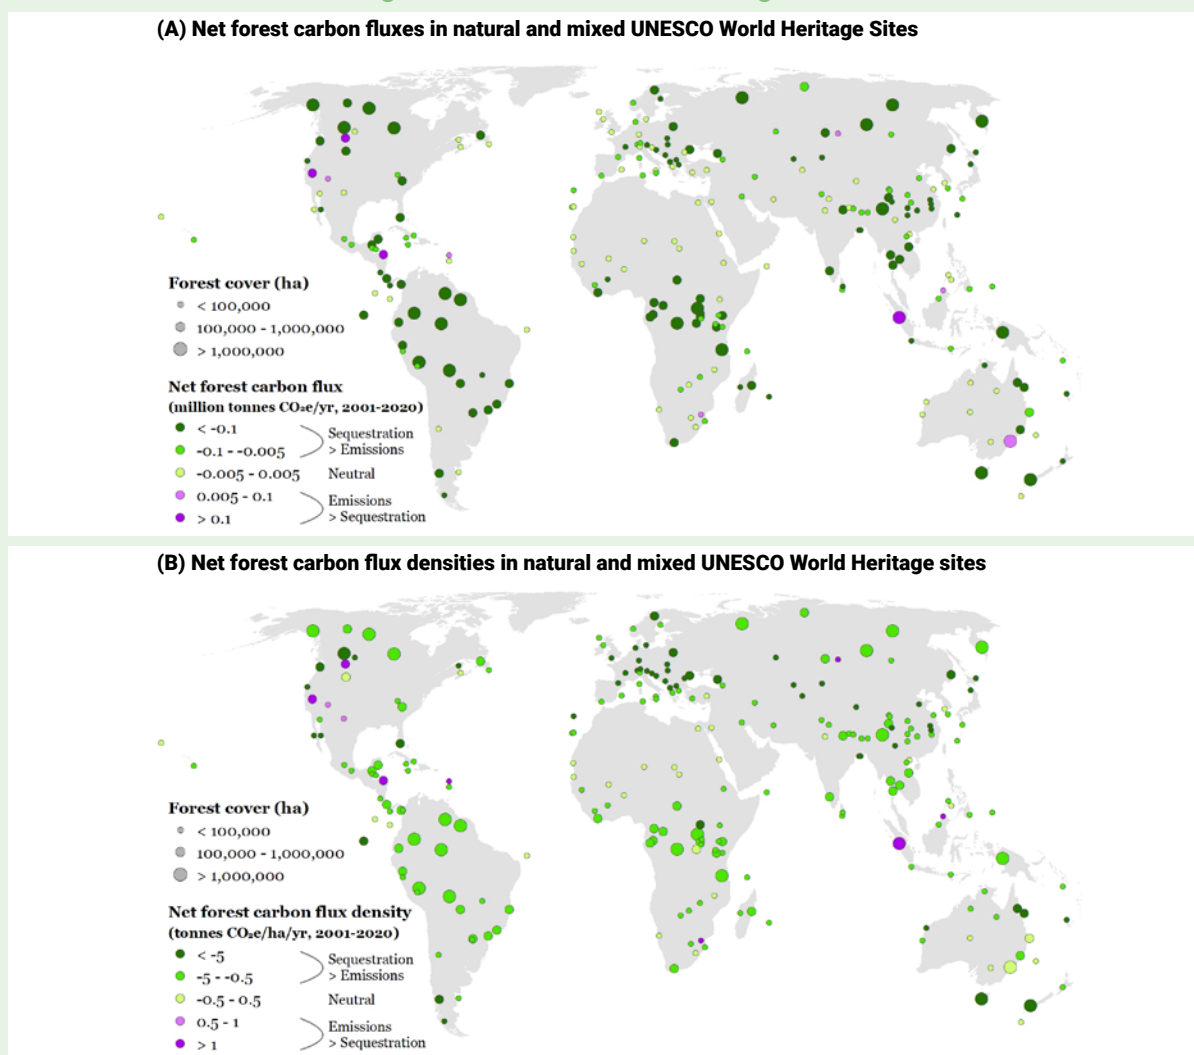 (A) Net forest carbon fluxes in natural and mixed UNESCO World Heritage Sites
Forest cover (ha)
< 100,000
100,000 - 1,000,000
> 1,000,000
Net forest carbon flux
(million tonnes CO₂e/yr, 2001-2020)
< -0.1
-0.1 - -0.005
-0.005 - 0.005
0.005 - 0.1
> 0.1
Sequestration
> Emissions
Neutral
Emissions
> Sequestration
(B) Net forest carbon flux densities in natural and mixed UNESCO World Heritage sites
Forest cover (ha)
< 100,000
100,000 - 1,000,000
> 1,000,000
Net forest carbon flux density
(tonnes CO₂e/ha/yr, 2001-2020)
< -5
-5 - -0.5
-0.5 - 0.5
0.5 - 1
> 1
Sequestration
> Emissions
Neutral
Emissions
> Sequestration